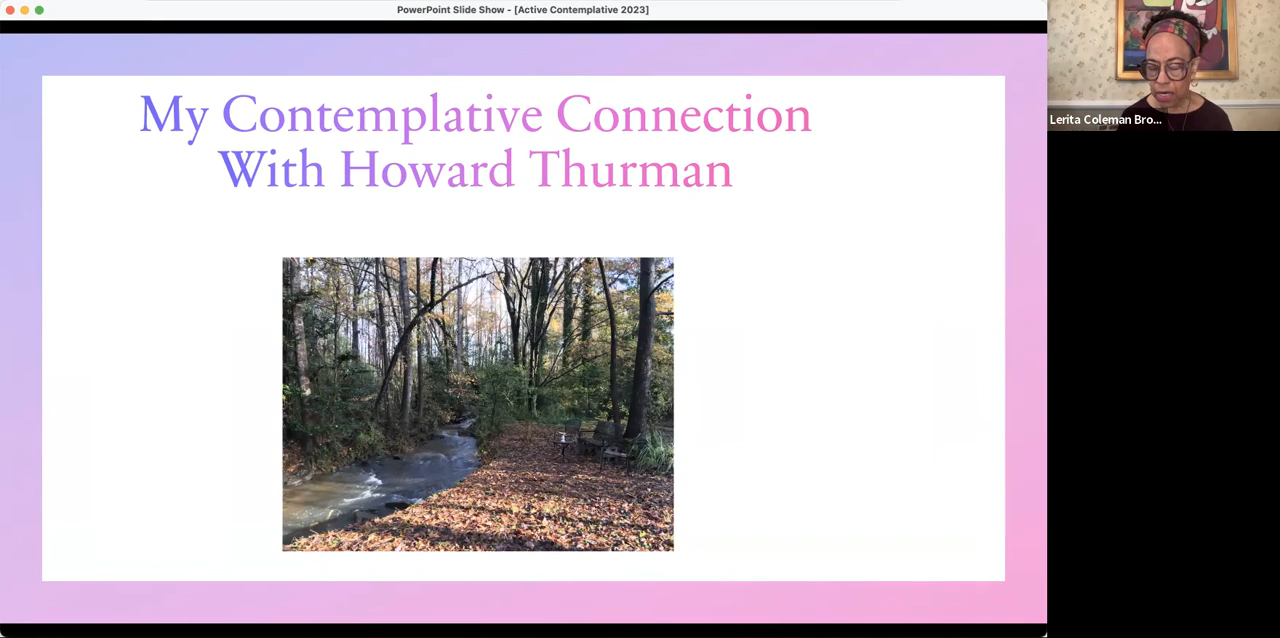 PowerPoint Slide Show - [Active Contemplative 2023]
My Contemplative Connection
With Howard Thurman
Lerita Coleman Bro...